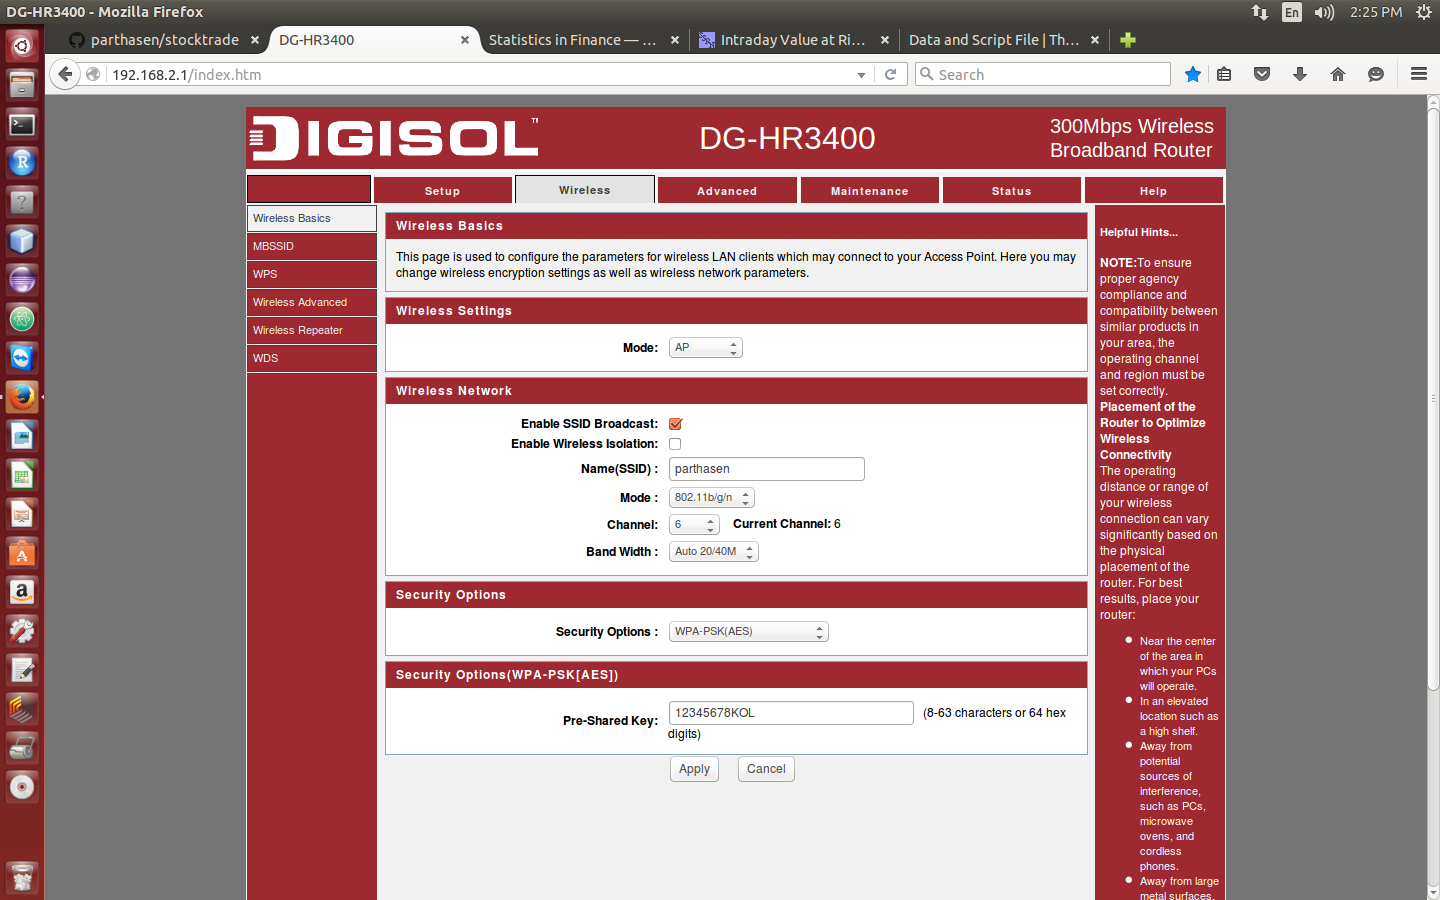 DG-HR3400 - Mozilla Firefox
En
2:25 PM
parthasen/stocktrade
DG-HR3400
Statistics in Finance — ...
Intraday Value at Ri...
Data and Script File | Th...
192.168.2.1/index.htm
Search
DIGISOL™
DG-HR3400
300Mbps Wireless
Broadband Router
Setup
Wireless
Advanced
Maintenance
Status
Help
Wireless Basics
MBSSID
WPS
Wireless Advanced
Wireless Repeater
WDS
Wireless Basics
This page is used to configure the parameters for wireless LAN clients which may connect to your Access Point. Here you may
change wireless encryption settings as well as wireless network parameters.
Wireless Settings
Mode: AP
Wireless Network
Enable SSID Broadcast:
Enable Wireless Isolation:
Name(SSID) : parthasen
Mode : 802.11b/g/n
Channel: 6 Current Channel: 6
Band Width : Auto 20/40M
Security Options
Security Options : WPA-PSK(AES)
Security Options(WPA-PSK[AES])
Pre-Shared Key: 12345678KOL (8-63 characters or 64 hex
digits)
Apply
Cancel
Helpful Hints...
NOTE:To ensure
proper agency
compliance and
compatibility between
similar products in
your area, the
operating channel
and region must be
set correctly.
Placement of the
Router to Optimize
Wireless
Connectivity
The operating
distance or range of
your wireless
connection can vary
significantly based on
the physical
placement of the
router. For best
results, place your
router:
Near the center
of the area in
which your PCs
will operate.
In an elevated
location such as
a high shelf.
Away from
potential
sources of
interference,
such as PCs,
microwave
ovens, and
cordless
phones.
Away from large
metal surfaces.